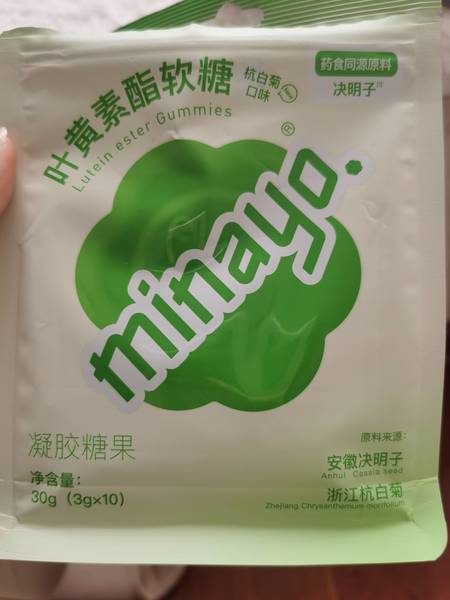 叶黄素酯软糖
Lutein ester Gummies
杭白菊
口味
药食同源原料
决明子
®
minayo.
凝胶糖果
净含量：
30g（3g×10）
原料来源：
安徽决明子
Anhui Cassia seed
浙江杭白菊
Zhejiang Chrysanthemum morifolium